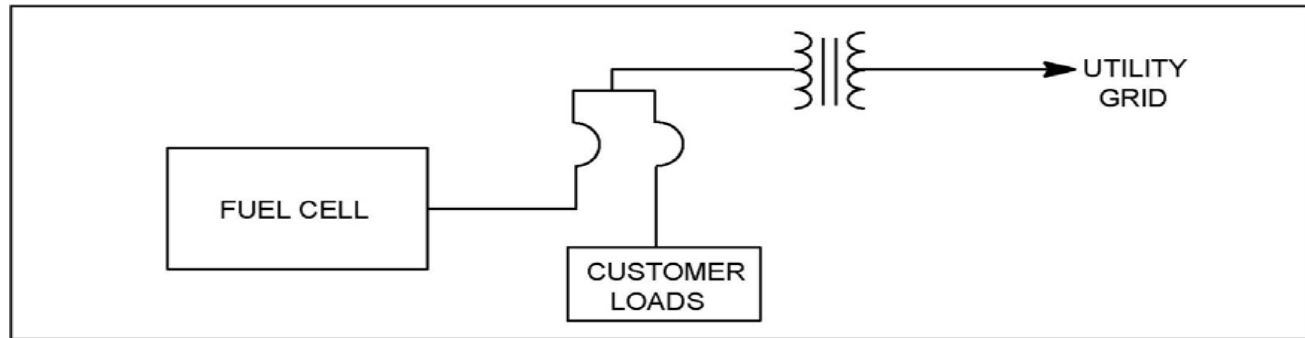 UTILITY
GRID
FUEL CELL
CUSTOMER
LOADS